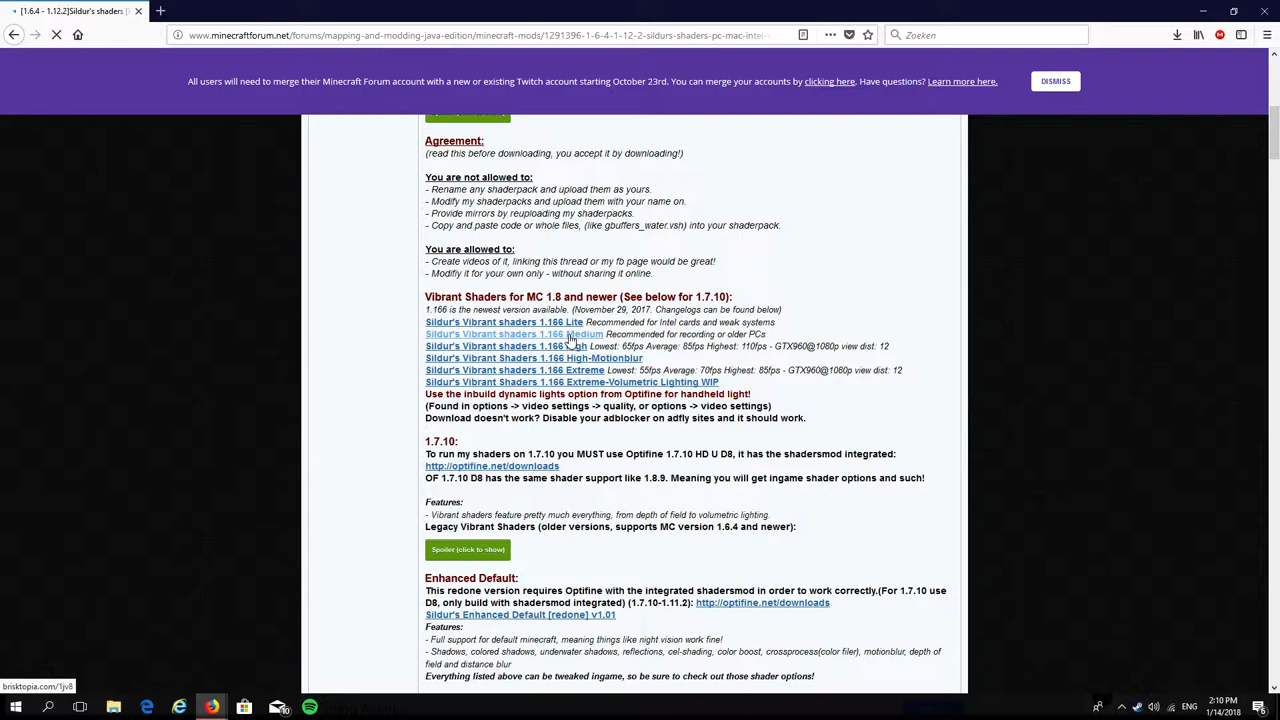 [1.6.4 - 1.12.2]Sildur's shaders [
www.minecraftforum.net/forums/mapping-and-modding-java-edition/minecraft-mods/1291396-1-6-4-1-12-2-sildurs-shaders-pc-mac-intel-
Zoeken
All users will need to merge their Minecraft Forum account with a new or existing Twitch account starting October 23rd. You can merge your accounts by clicking here. Have questions? Learn more here.
DISMISS
Agreement:
(read this before downloading, you accept it by downloading!)
You are not allowed to:
- Rename any shaderpack and upload them as yours.
- Modify my shaderpacks and upload them with your name on.
- Provide mirrors by reuploading my shaderpacks.
- Copy and paste code or whole files, (like gbuffers_water.vsh) into your shaderpack.
You are allowed to:
- Create videos of it, linking this thread or my fb page would be great!
- Modifiy it for your own only - without sharing it online.
Vibrant Shaders for MC 1.8 and newer (See below for 1.7.10):
1.166 is the newest version available. (November 29, 2017. Changelogs can be found below)
Sildur's Vibrant shaders 1.166 Lite Recommended for Intel cards and weak systems
Sildur's Vibrant shaders 1.166 Medium Recommended for recording or older PCs
Sildur's Vibrant shaders 1.166 High Lowest: 65fps Average: 85fps Highest: 110fps - GTX960@1080p view dist: 12
Sildur's Vibrant Shaders 1.166 High-Motionblur
Sildur's Vibrant Shaders 1.166 Extreme Lowest: 55fps Average: 70fps Highest: 85fps - GTX960@1080p view dist: 12
Sildur's Vibrant Shaders 1.166 Extreme-Volumetric Lighting WIP
Use the inbuild dynamic lights option from Optifine for handheld light!
(Found in options -> video settings -> quality, or options -> video settings)
Download doesn't work? Disable your adblocker on adfly sites and it should work.
1.7.10:
To run my shaders on 1.7.10 you MUST use Optifine 1.7.10 HD U D8, it has the shadersmod integrated:
http://optifine.net/downloads
OF 1.7.10 D8 has the same shader support like 1.8.9. Meaning you will get ingame shader options and such!
Features:
- Vibrant shaders feature pretty much everything, from depth of field to volumetric lighting.
Legacy Vibrant Shaders (older versions, supports MC version 1.6.4 and newer):
Spoiler (click to show)
Enhanced Default:
This redone version requires Optifine with the integrated shadersmod in order to work correctly.(For 1.7.10 use
D8, only build with shadersmod integrated) (1.7.10-1.11.2): http://optifine.net/downloads
Sildur's Enhanced Default [redone] v1.01
Features:
- Full support for default minecraft, meaning things like night vision work fine!
- Shadows, colored shadows, underwater shadows, reflections, cel-shading, color boost, crossprocess(color filer), motionblur, depth of
field and distance blur
Everything listed above can be tweaked ingame, so be sure to check out those shader options!
brisktopia.com/1jv8
10
ENG
2:10 PM
1/14/2018
6